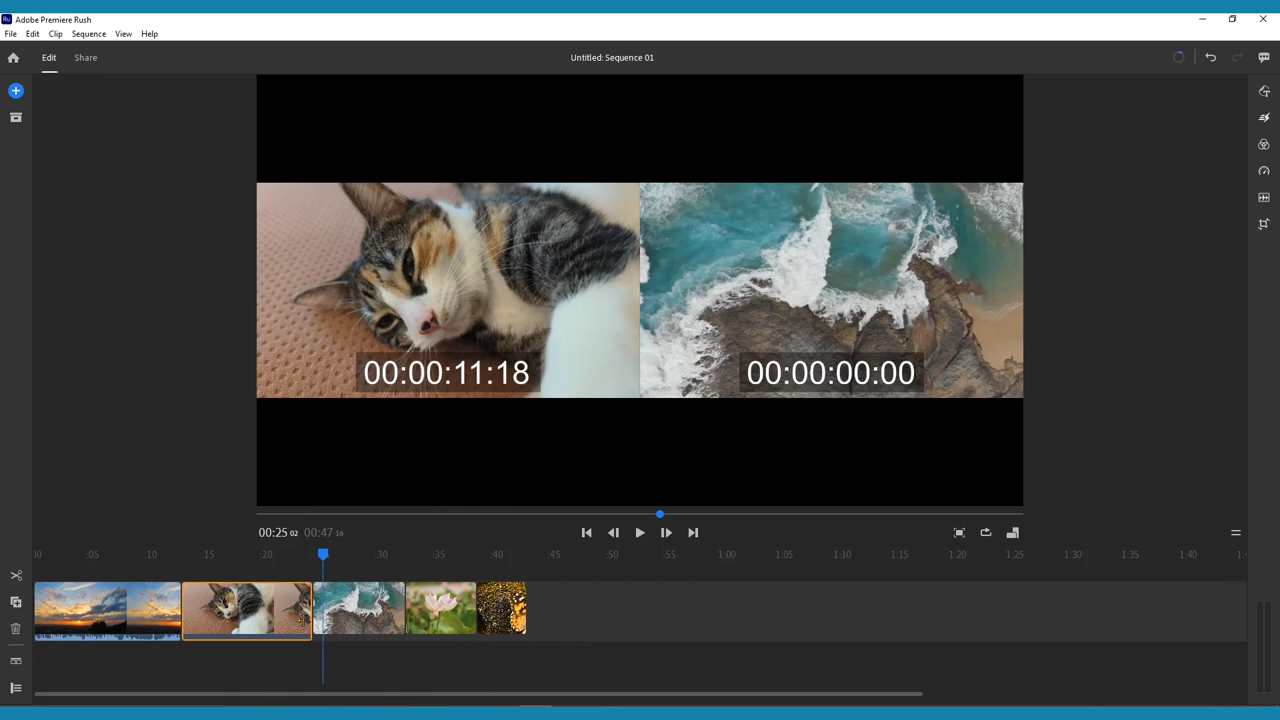 Ru Adobe Premiere Rush
File Edit Clip Sequence View Help
Edit Share Untitled: Sequence 01
00:00:11:18 00:00:00:00
00:25 02 00:47 16
:00 :05 :10 :15 :20 :30 :35 :40 :45 :50 :55 1:00 1:05 1:10 1:15 1:20 1:25 1:30 1:35 1:40